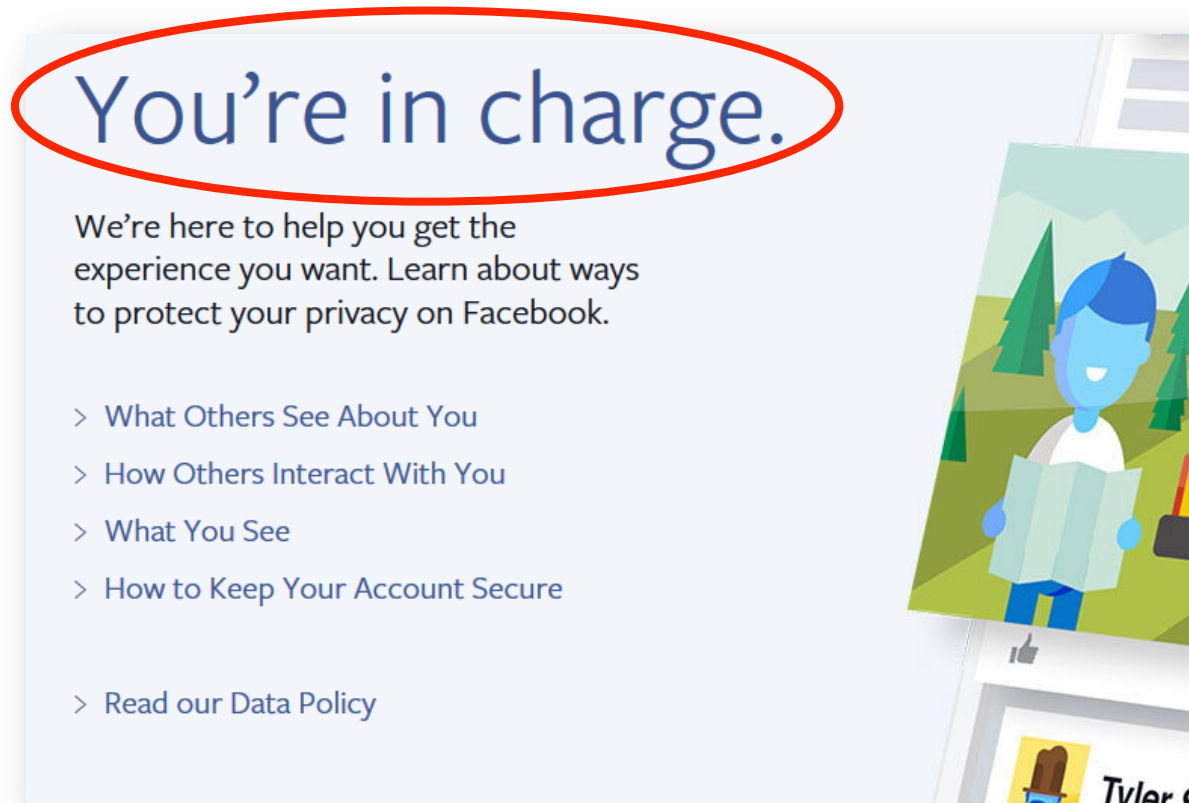 You’re in charge.
We’re here to help you get the
experience you want. Learn about ways
to protect your privacy on Facebook.
> What Others See About You
> How Others Interact With You
> What You See
> How to Keep Your Account Secure
> Read our Data Policy
Tyler